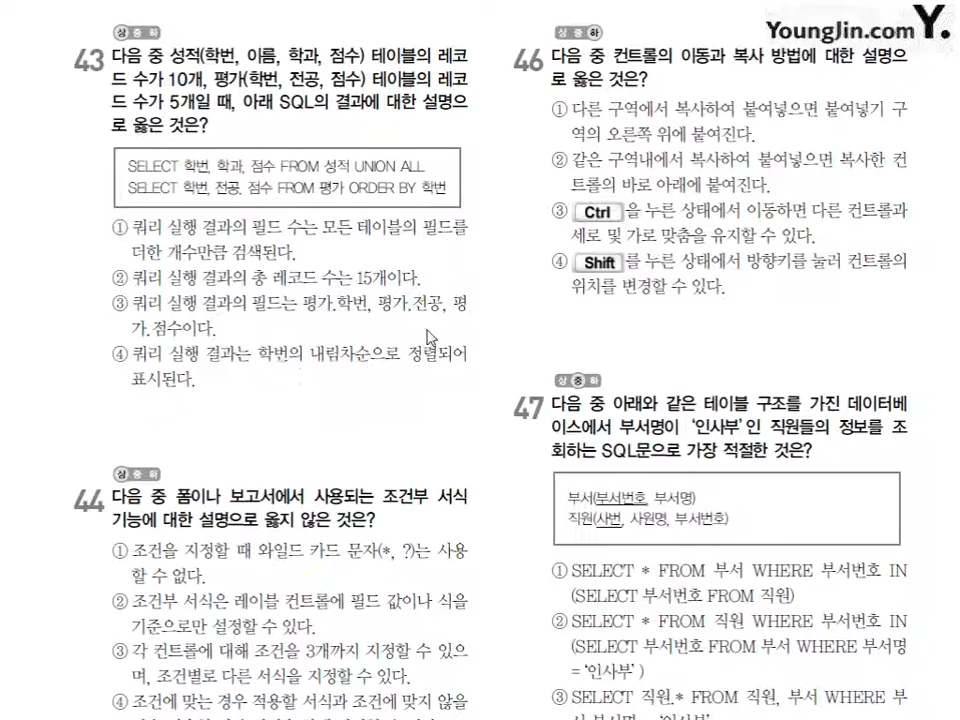 YoungJin.com Y.
상 중 하
43 다음 중 성적(학번, 이름, 학과, 점수) 테이블의 레코
드 수가 10개, 평가(학번, 전공, 점수) 테이블의 레코
드 수가 5개일 때, 아래 SQL의 결과에 대한 설명으
로 옳은 것은?
SELECT 학번, 학과, 점수 FROM 성적 UNION ALL
SELECT 학번, 전공, 점수 FROM 평가 ORDER BY 학번
① 쿼리 실행 결과의 필드 수는 모든 테이블의 필드를
더한 개수만큼 검색된다.
② 쿼리 실행 결과의 총 레코드 수는 15개이다.
③ 쿼리 실행 결과의 필드는 평가.학번, 평가.전공, 평
가.점수이다.
④ 쿼리 실행 결과는 학번의 내림차순으로 정렬되어
표시된다.
상 중 하
44 다음 중 폼이나 보고서에서 사용되는 조건부 서식
기능에 대한 설명으로 옳지 않은 것은?
① 조건을 지정할 때 와일드 카드 문자(*, ?)는 사용
할 수 없다.
② 조건부 서식은 레이블 컨트롤에 필드 값이나 식을
기준으로만 설정할 수 있다.
③ 각 컨트롤에 대해 조건을 3개까지 지정할 수 있으
며, 조건별로 다른 서식을 지정할 수 있다.
④ 조건에 맞는 경우 적용할 서식과 조건에 맞지 않을
상 중 하
46 다음 중 컨트롤의 이동과 복사 방법에 대한 설명으
로 옳은 것은?
① 다른 구역에서 복사하여 붙여넣으면 붙여넣기 구
역의 오른쪽 위에 붙여진다.
② 같은 구역내에서 복사하여 붙여넣으면 복사한 컨
트롤의 바로 아래에 붙여진다.
③ Ctrl 을 누른 상태에서 이동하면 다른 컨트롤과
세로 및 가로 맞춤을 유지할 수 있다.
④ Shift 를 누른 상태에서 방향키를 눌러 컨트롤의
위치를 변경할 수 있다.
상 중 하
47 다음 중 아래와 같은 테이블 구조를 가진 데이터베
이스에서 부서명이 ‘인사부’인 직원들의 정보를 조
회하는 SQL문으로 가장 적절한 것은?
부서(부서번호, 부서명)
직원(사번, 사원명, 부서번호)
① SELECT * FROM 부서 WHERE 부서번호 IN
(SELECT 부서번호 FROM 직원)
② SELECT * FROM 직원 WHERE 부서번호 IN
(SELECT 부서번호 FROM 부서 WHERE 부서명
=‘인사부’)
③ SELECT 직원.* FROM 직원, 부서 WHERE 부